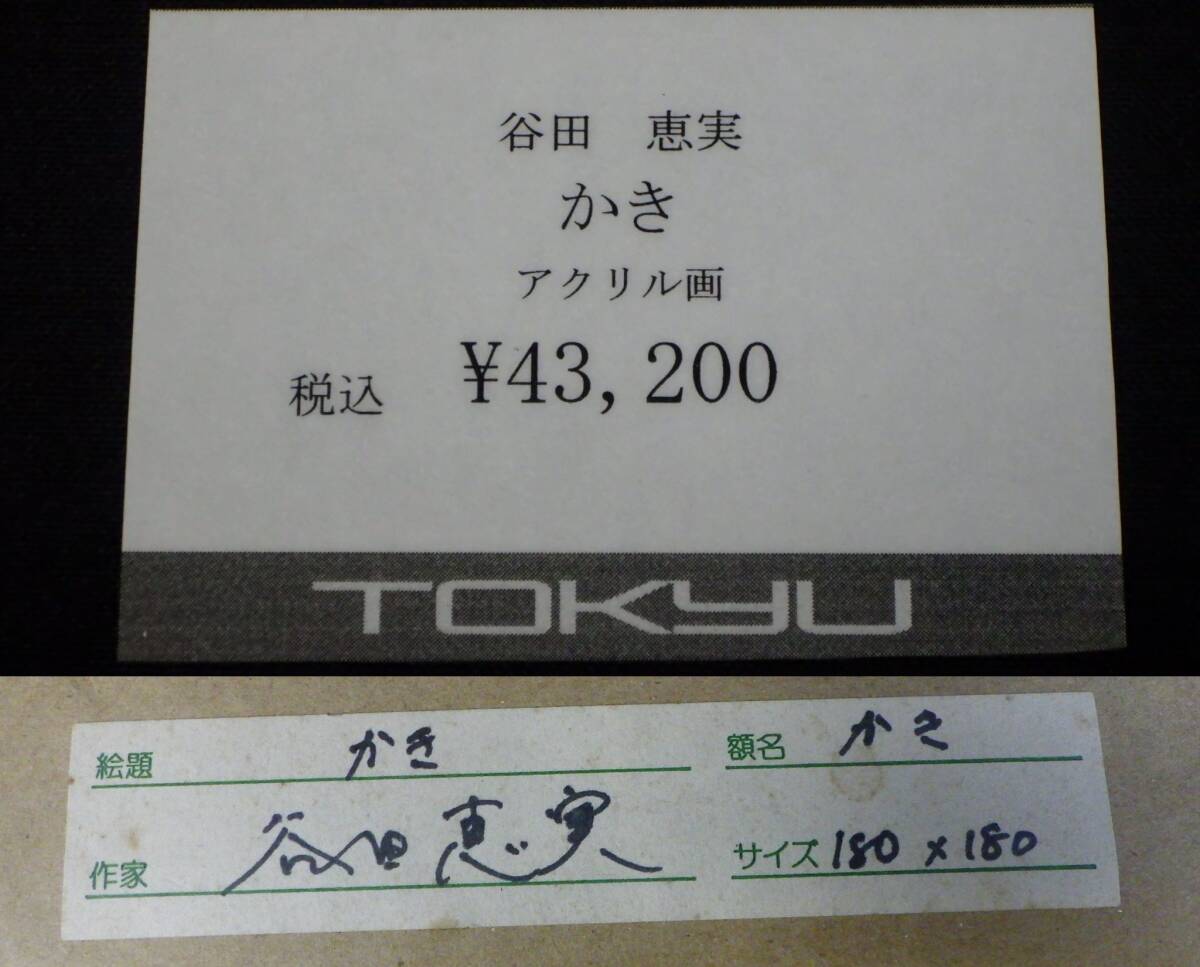 谷田　恵実
かき
アクリル画
税込 ¥43,200
TOKYU
絵題 かき 額名 かき
作家 谷田恵実 サイズ 180×180